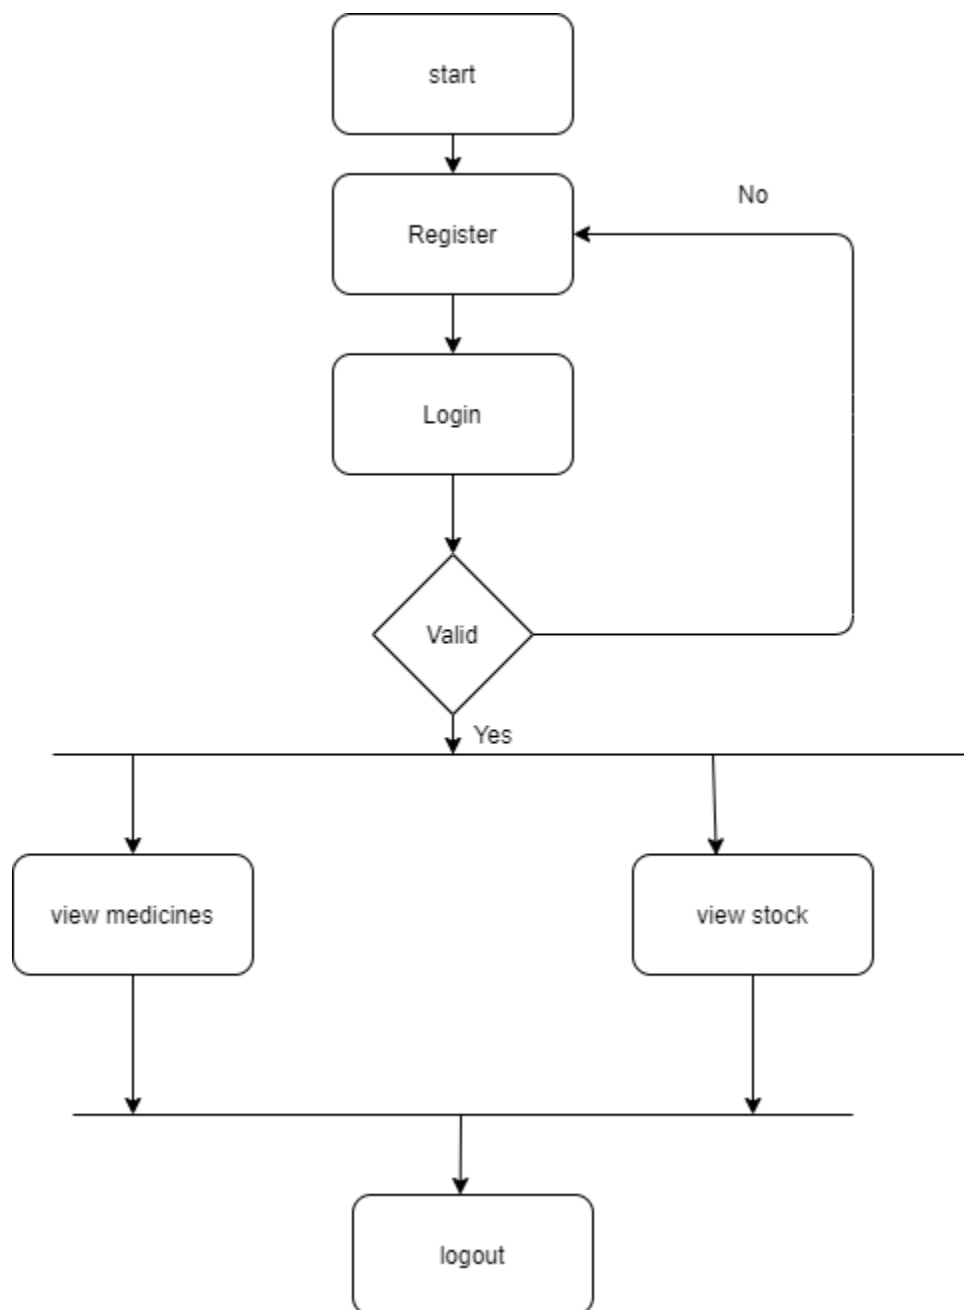 start
Register
No
Login
Valid
Yes
view medicines
view stock
logout